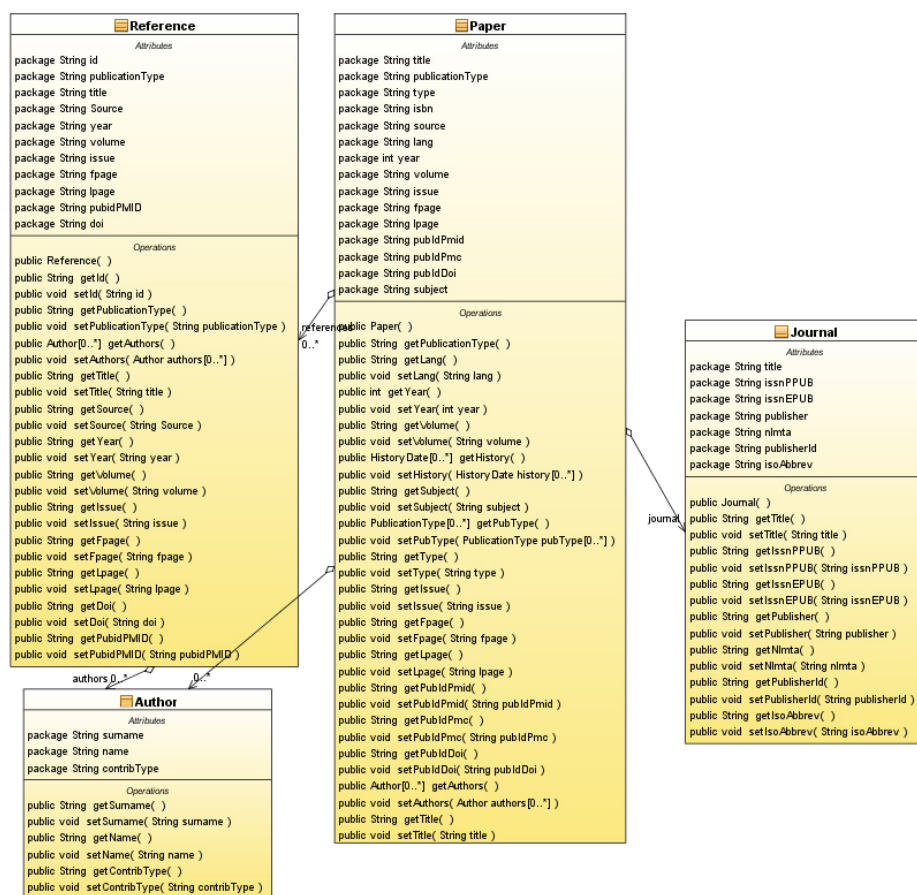 Reference
Attributes
package String id
package String publicationType
package String title
package String Source
package String year
package String volume
package String issue
package String fpage
package String lpage
package String pubidPMID
package String doi
Operations
public Reference( )
public String getId( )
public void setId( String id )
public String getPublicationType( )
public void setPublicationType( String publicationType )
public Author[0..*] getAuthors( )
public void setAuthors( Author authors[0..*] )
public String getTitle( )
public void setTitle( String title )
public String getSource( )
public void setSource( String Source )
public String getYear( )
public void setYear( String year )
public String getVolume( )
public void setVolume( String volume )
public String getIssue( )
public void setIssue( String issue )
public String getFpage( )
public void setFpage( String fpage )
public String getLpage( )
public void setLpage( String lpage )
public String getDoi( )
public void setDoi( String doi )
public String getPubidPMID( )
public void setPubidPMID( String pubidPMID )
authors 0..*
0..*
Author
Attributes
package String surname
package String name
package String contribType
Operations
public String getSurname( )
public void setSurname( String surname )
public String getName( )
public void setName( String name )
public String getContribType( )
public void setContribType( String contribType )
references
0..*
Paper
Attributes
package String title
package String publicationType
package String type
package String isbn
package String source
package String lang
package int year
package String volume
package String issue
package String fpage
package String lpage
package String pubIdPmid
package String pubIdPmc
package String pubIdDoi
package String subject
Operations
public Paper( )
public String getPublicationType( )
public String getLang( )
public void setLang( String lang )
public int getYear( )
public void setYear( int year )
public String getVolume( )
public void setVolume( String volume )
public HistoryDate[0..*] getHistory( )
public void setHistory( HistoryDate history[0..*] )
public String getSubject( )
public void setSubject( String subject )
public PublicationType[0..*] getPubType( )
public void setPubType( PublicationType pubType[0..*] )
public String getType( )
public void setType( String type )
public String getIssue( )
public void setIssue( String issue )
public String getFpage( )
public void setFpage( String fpage )
public String getLpage( )
public void setLpage( String lpage )
public String getPubIdPmid( )
public void setPubIdPmid( String pubIdPmid )
public String getPubIdPmc( )
public void setPubIdPmc( String pubIdPmc )
public String getPubIdDoi( )
public void setPubIdDoi( String pubIdDoi )
public Author[0..*] getAuthors( )
public void setAuthors( Author authors[0..*] )
public String getTitle( )
public void setTitle( String title )
journal
Journal
Attributes
package String title
package String issnPPUB
package String issnEPUB
package String publisher
package String nlmta
package String publisherId
package String isoAbbrev
Operations
public Journal( )
public String getTitle( )
public void setTitle( String title )
public String getIssnPPUB( )
public void setIssnPPUB( String issnPPUB )
public String getIssnEPUB( )
public void setIssnEPUB( String issnEPUB )
public String getPublisher( )
public void setPublisher( String publisher )
public String getNlmta( )
public void setNlmta( String nlmta )
public String getPublisherId( )
public void setPublisherId( String publisherId )
public String getIsoAbbrev( )
public void setIsoAbbrev( String isoAbbrev )